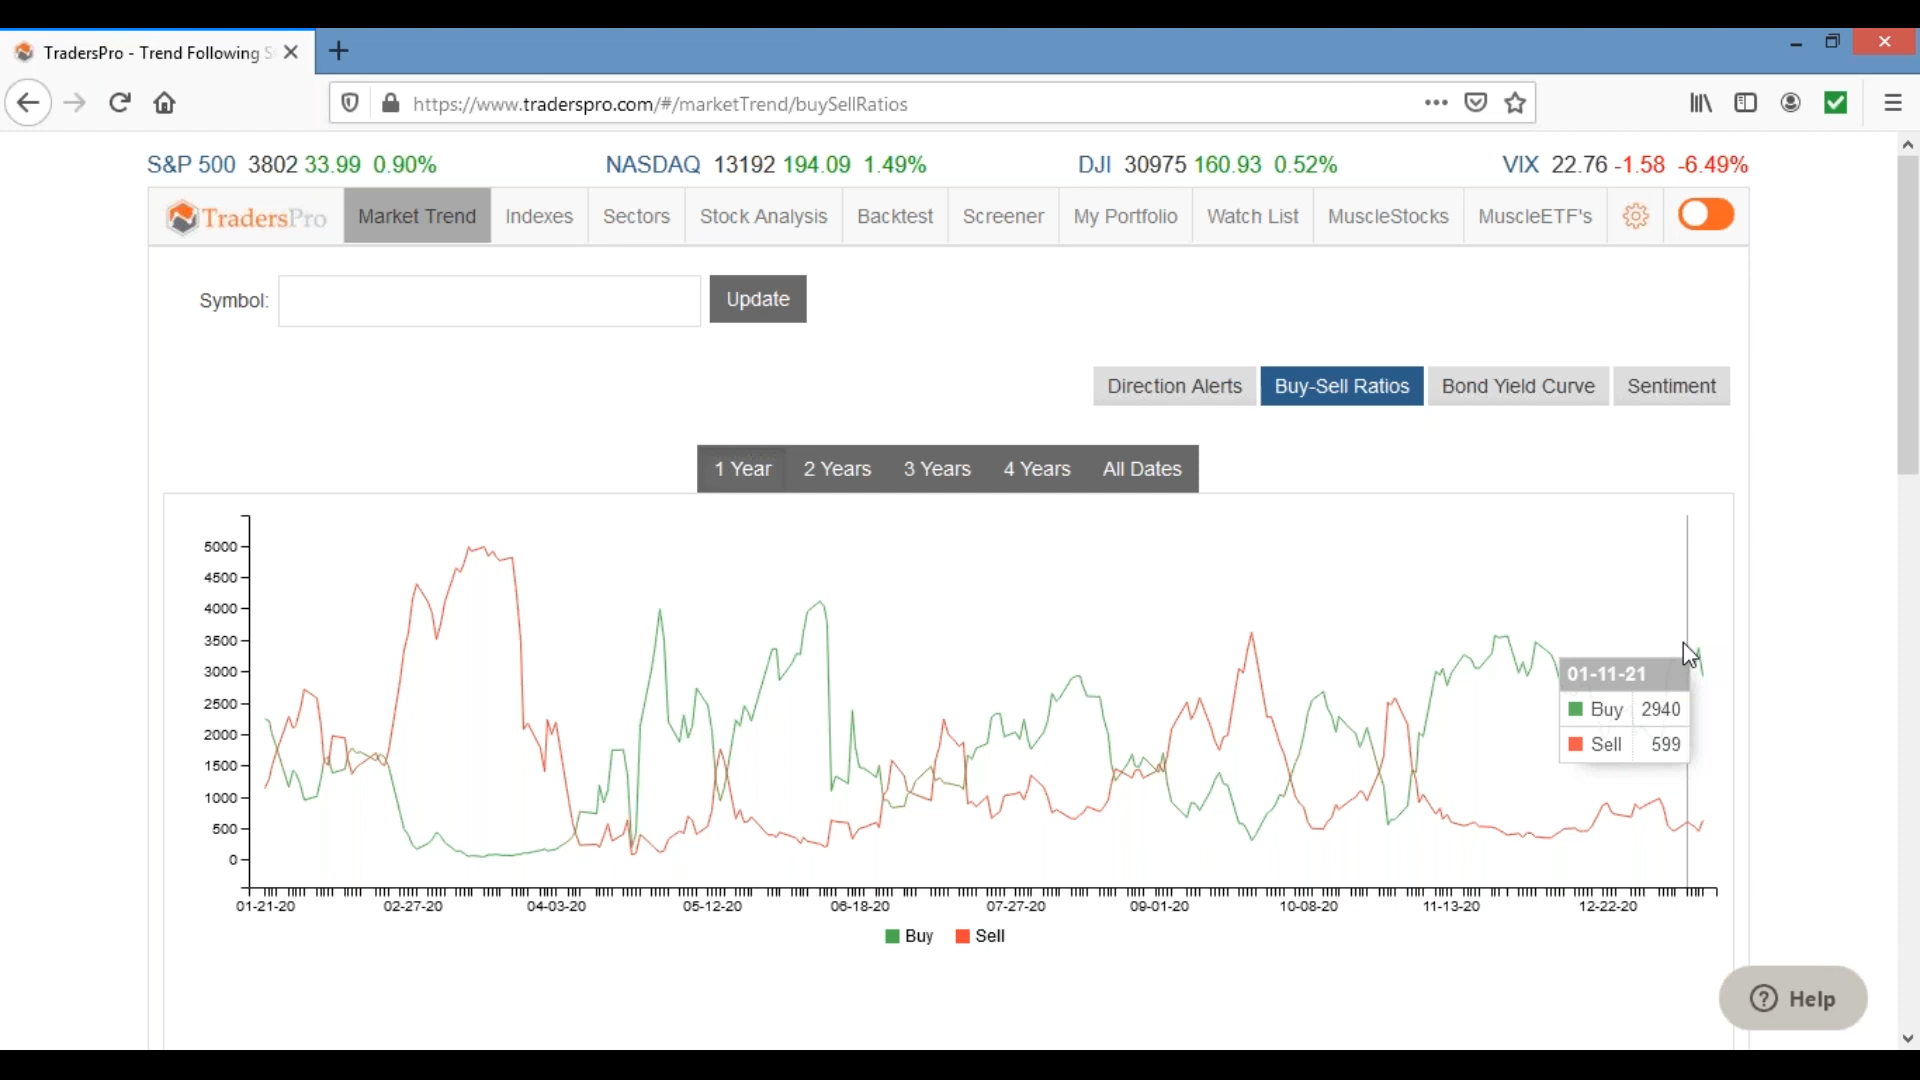 TradersPro - Trend Following S
https://www.traderspro.com/#/marketTrend/buySellRatios
S&P 500 3802 33.99 0.90% NASDAQ 13192 194.09 1.49% DJI 30975 160.93 0.52% VIX 22.76 -1.58 -6.49%
TradersPro Market Trend Indexes Sectors Stock Analysis Backtest Screener My Portfolio Watch List MuscleStocks MuscleETF's
Symbol: Update
Direction Alerts Buy-Sell Ratios Bond Yield Curve Sentiment
1 Year 2 Years 3 Years 4 Years All Dates
5000
4500
4000
3500
3000
2500
2000
1500
1000
500
0
01-11-21
Buy 2940
Sell 599
01-21-20 02-27-20 04-03-20 05-12-20 06-18-20 07-27-20 09-01-20 10-08-20 11-13-20 12-22-20
Buy Sell
? Help